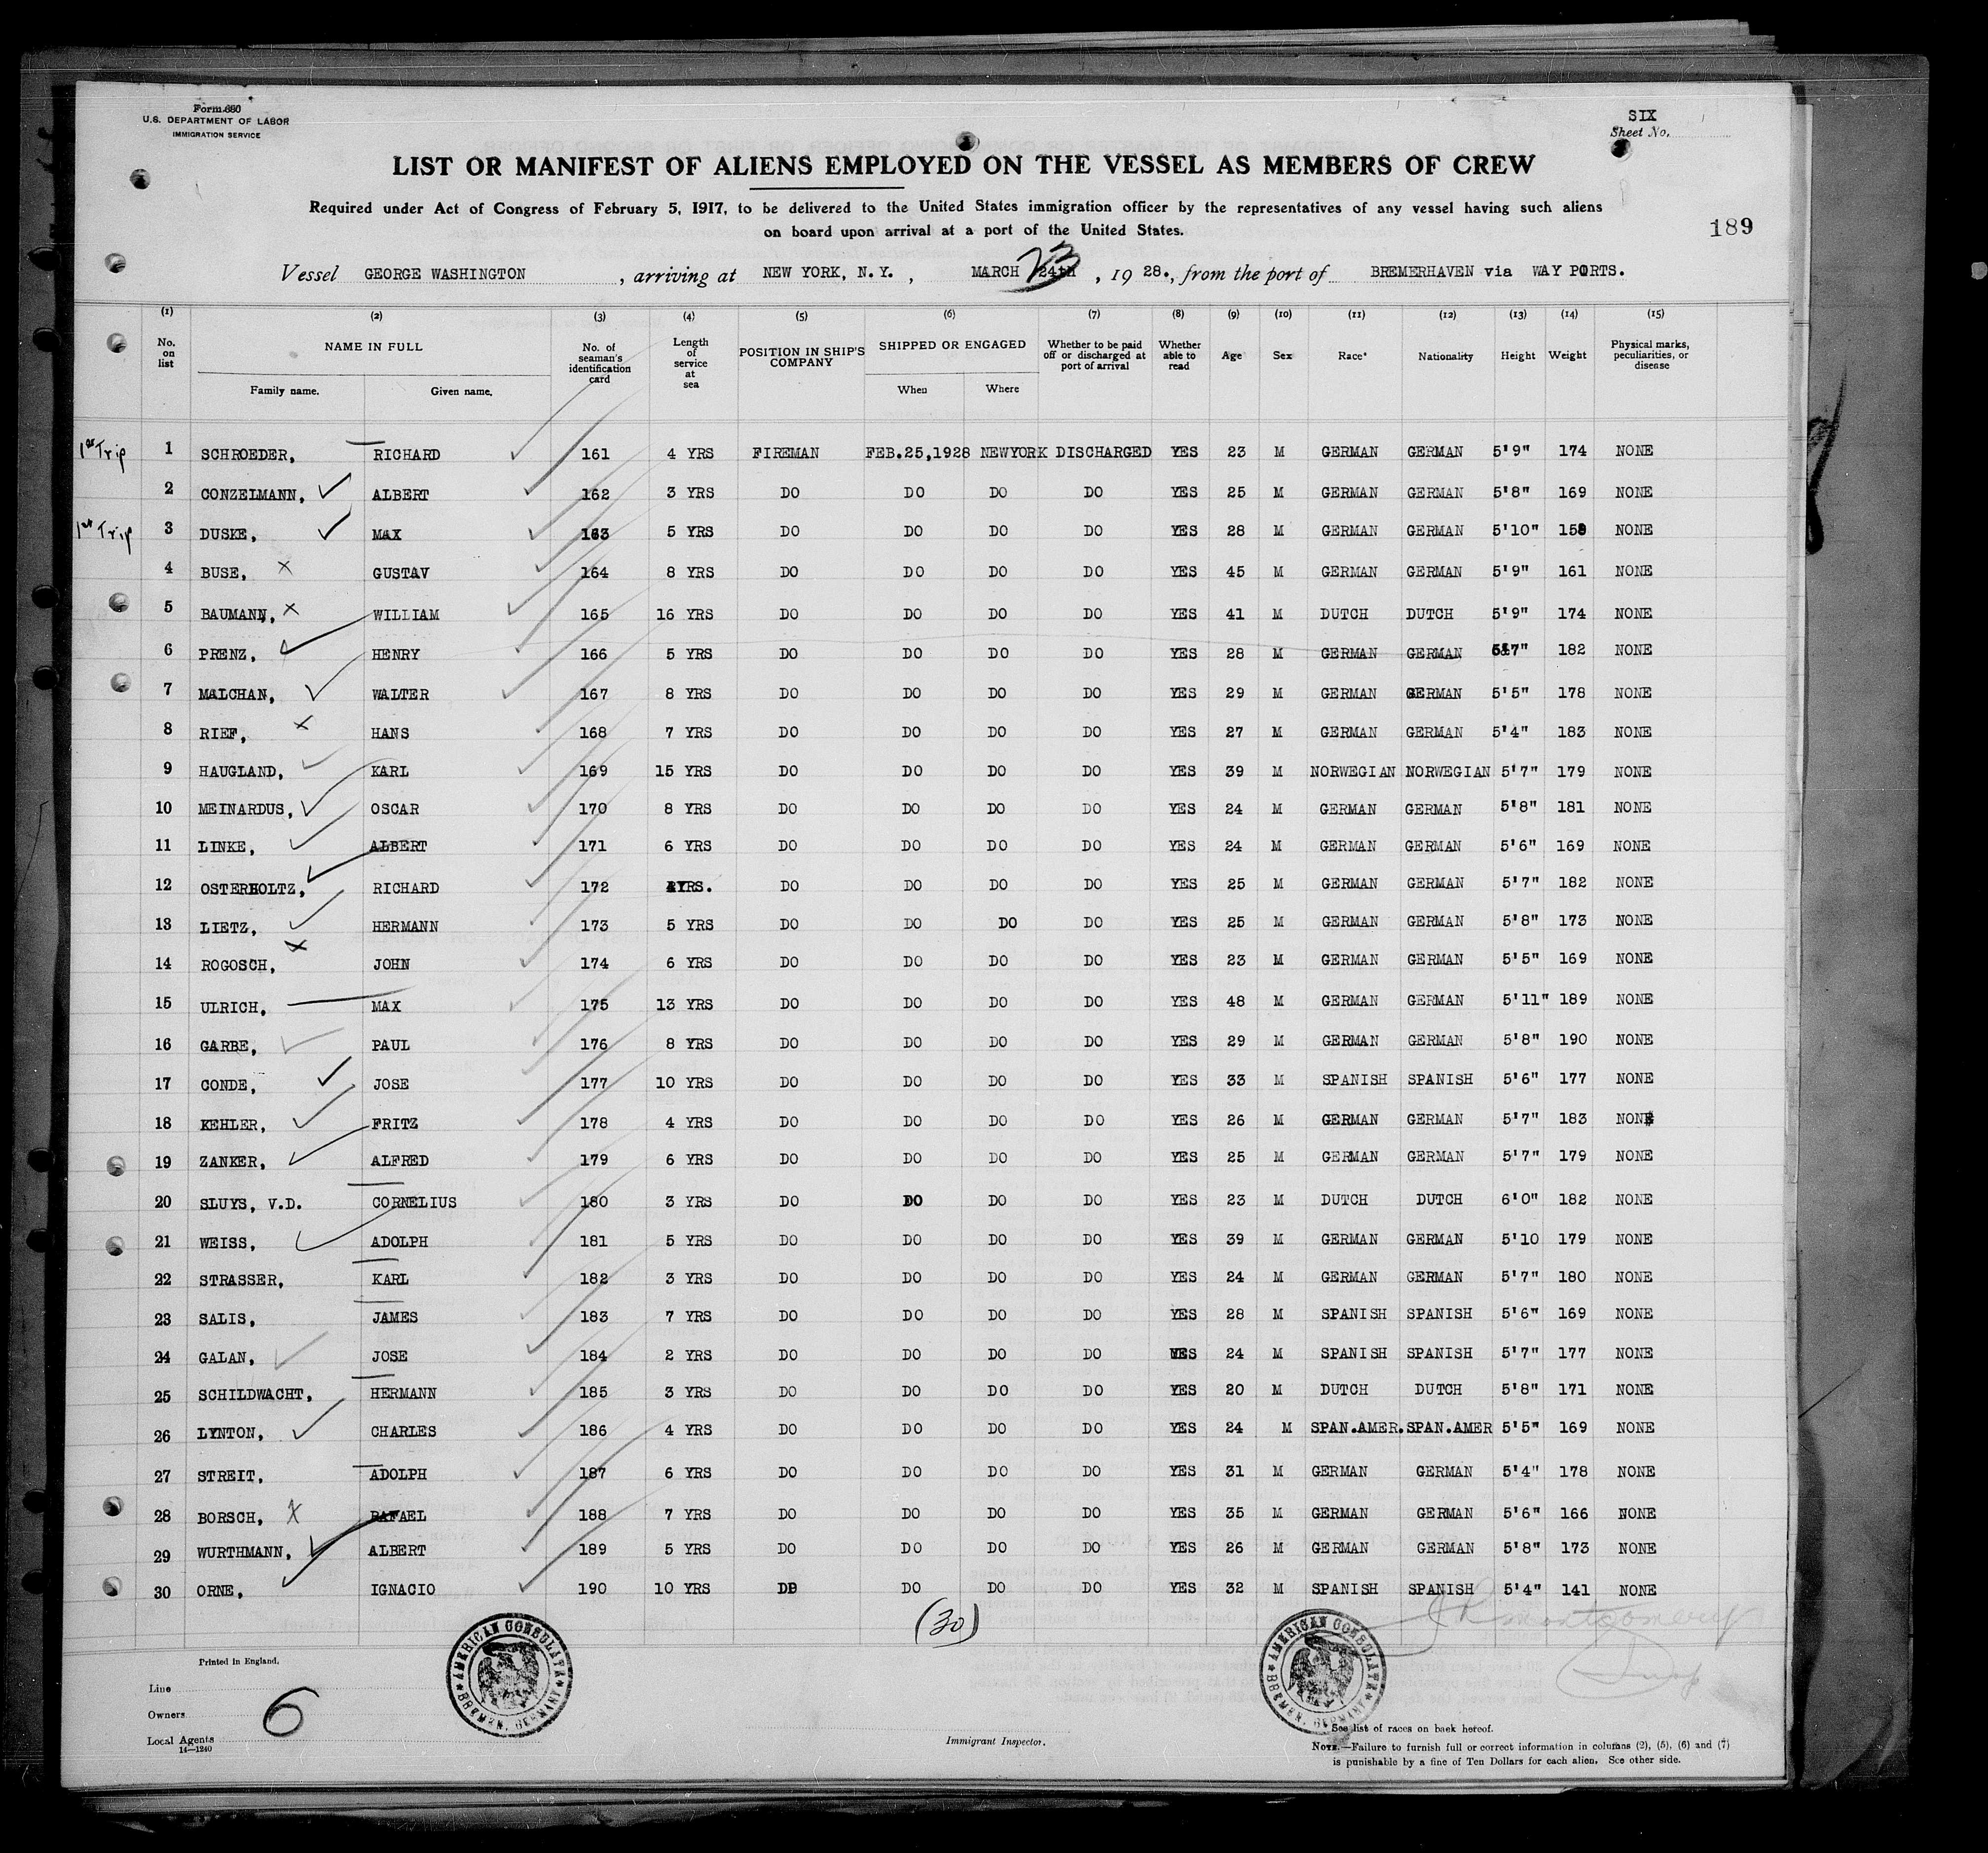 Form 680
U.S. DEPARTMENT OF LABOR
IMMIGRATION SERVICE
SIX
Sheet No.
LIST OR MANIFEST OF ALIENS EMPLOYED ON THE VESSEL AS MEMBERS OF CREW
Required under Act of Congress of February 5, 1917, to be delivered to the United States immigration officer by the representatives of any vessel having such aliens
on board upon arrival at a port of the United States.
189
Vessel GEORGE WASHINGTON , arriving at NEW YORK, N.Y. , MARCH 24th 23 , 19 28., from the port of BREMERHAVEN via WAY PORTS.
(1) (2) (3) (4) (5) (6) (7) (8) (9) (10) (11) (12) (13) (14) (15)
No. on list NAME IN FULL Family name. Given name. No. of seaman's identification card Length of service at sea POSITION IN SHIP'S COMPANY SHIPPED OR ENGAGED When Where Whether to be paid off or discharged at port of arrival Whether able to read Age Sex Race* Nationality Height Weight Physical marks, peculiarities, or disease
1st Trip 1 SCHROEDER, RICHARD 161 4 YRS FIREMAN FEB.25,1928 NEWYORK DISCHARGED YES 23 M GERMAN GERMAN 5'9" 174 NONE
2 CONZELMANN, ALBERT 162 3 YRS DO DO DO DO YES 25 M GERMAN GERMAN 5'8" 169 NONE
1st Trip 3 DUSKE, MAX 163 5 YRS DO DO DO DO YES 28 M GERMAN GERMAN 5'10" 158 NONE
4 BUSE, X GUSTAV 164 8 YRS DO DO DO DO YES 45 M GERMAN GERMAN 5'9" 161 NONE
5 BAUMANN, X WILLIAM 165 16 YRS DO DO DO DO YES 41 M DUTCH DUTCH 5'9" 174 NONE
6 PRENZ, HENRY 166 5 YRS DO DO DO DO YES 28 M GERMAN GERMAN 5'7" 182 NONE
7 MALCHAN, WALTER 167 8 YRS DO DO DO DO YES 29 M GERMAN GERMAN 5'5" 178 NONE
8 RIEF, X HANS 168 7 YRS DO DO DO DO YES 27 M GERMAN GERMAN 5'4" 183 NONE
9 HAUGLAND, KARL 169 15 YRS DO DO DO DO YES 39 M NORWEGIAN NORWEGIAN 5'7" 179 NONE
10 MEINARDUS, OSCAR 170 8 YRS DO DO DO DO YES 24 M GERMAN GERMAN 5'8" 181 NONE
11 LINKE, ALBERT 171 6 YRS DO DO DO DO YES 24 M GERMAN GERMAN 5'6" 169 NONE
12 OSTERHOLTZ, RICHARD 172 YRS. DO DO DO DO YES 25 M GERMAN GERMAN 5'7" 182 NONE
13 LIETZ, HERMANN 173 5 YRS DO DO DO DO YES 25 M GERMAN GERMAN 5'8" 173 NONE
14 ROGOSCH, X JOHN 174 6 YRS DO DO DO DO YES 23 M GERMAN GERMAN 5'5" 169 NONE
15 ULRICH, MAX 175 13 YRS DO DO DO DO YES 48 M GERMAN GERMAN 5'11" 189 NONE
16 GARBE, PAUL 176 8 YRS DO DO DO DO YES 29 M GERMAN GERMAN 5'8" 190 NONE
17 CONDE, JOSE 177 10 YRS DO DO DO DO YES 33 M SPANISH SPANISH 5'6" 177 NONE
18 KEHLER, FRITZ 178 4 YRS DO DO DO DO YES 26 M GERMAN GERMAN 5'7" 183 NONE
19 ZANKER, ALFRED 179 6 YRS DO DO DO DO YES 25 M GERMAN GERMAN 5'7" 179 NONE
20 SLUYS, V.D. CORNELIUS 180 3 YRS DO DO DO DO YES 23 M DUTCH DUTCH 6'0" 182 NONE
21 WEISS, ADOLPH 181 5 YRS DO DO DO DO YES 39 M GERMAN GERMAN 5'10 179 NONE
22 STRASSER, KARL 182 3 YRS DO DO DO DO YES 24 M GERMAN GERMAN 5'7" 180 NONE
23 SALIS, JAMES 183 7 YRS DO DO DO DO YES 28 M SPANISH SPANISH 5'6" 169 NONE
24 GALAN, JOSE 184 2 YRS DO DO DO DO YES 24 M SPANISH SPANISH 5'7" 177 NONE
25 SCHILDWACHT, HERMANN 185 3 YRS DO DO DO DO YES 20 M DUTCH DUTCH 5'8" 171 NONE
26 LYNTON, CHARLES 186 4 YRS DO DO DO DO YES 24 M SPAN.AMER. SPAN.AMER 5'5" 169 NONE
27 STREIT, ADOLPH 187 6 YRS DO DO DO DO YES 31 M GERMAN GERMAN 5'4" 178 NONE
28 BORSCH, X RAFAEL 188 7 YRS DO DO DO DO YES 35 M GERMAN GERMAN 5'6" 166 NONE
29 WURTHMANN, ALBERT 189 5 YRS DO DO DO DO YES 26 M GERMAN GERMAN 5'8" 173 NONE
30 ORNE, IGNACIO 190 10 YRS DO DO DO DO YES 32 M SPANISH SPANISH 5'4" 141 NONE
(30)
J R Montgomery
AMERICAN CONSULATE BREMEN, GERMANY
AMERICAN CONSULATE BREMEN, GERMANY
Printed in England.
Line
Owners
6
Local Agents
14—1240
Immigrant Inspector.
See list of races on back hereof.
NOTE.—Failure to furnish full or correct information in columns (2), (5), (6) and (7)
is punishable by a fine of Ten Dollars for each alien. See other side.